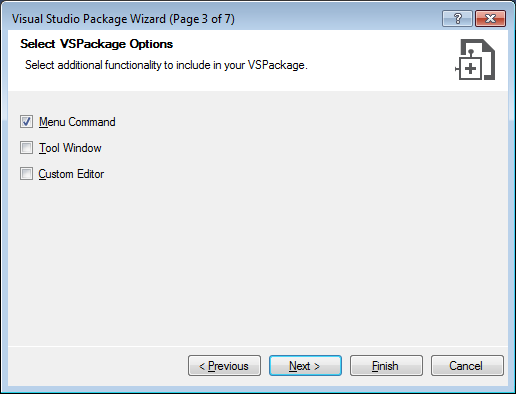 Visual Studio Package Wizard (Page 3 of 7)
?
Select VSPackage Options
Select additional functionality to include in your VSPackage.
Menu Command
Tool Window
Custom Editor
< Previous
Next >
Finish
Cancel